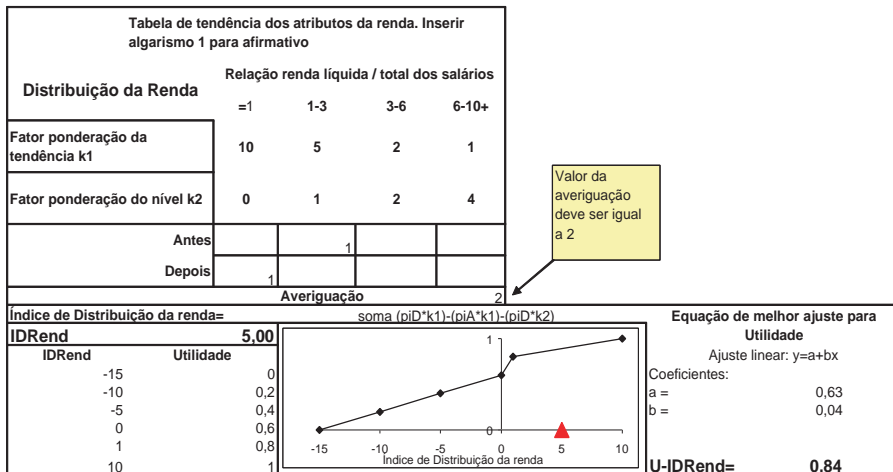 Tabela de tendência dos atributos da renda. Inserir
algarismo 1 para afirmativo
Distribuição da Renda
Relação renda líquida / total dos salários
=1 1-3 3-6 6-10+
Fator ponderação da
tendência k1
10 5 2 1
Fator ponderação do nível k2 0 1 2 4
Antes 1
Depois 1
Averiguação 2
Valor da
averiguação
deve ser igual
a 2
Índice de Distribuição da renda= soma (piD*k1)-(piA*k1)-(piD*k2)
IDRend 5,00
IDRend Utilidade
-15 0
-10 0,2
-5 0,4
0 0,6
1 0,8
10 1
1
0
-15 -10 -5 0 5 10
Indice de Distribuição da renda
Equação de melhor ajuste para
Utilidade
Ajuste linear: y=a+bx
Coeficientes:
a = 0,63
b = 0,04
U-IDRend= 0,84